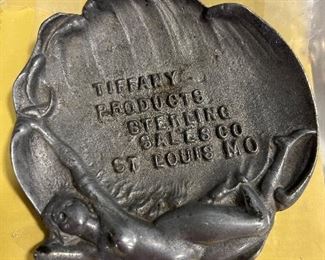 TIFFANY
PRODUCTS
STERLING
SALES CO
ST LOUIS MO